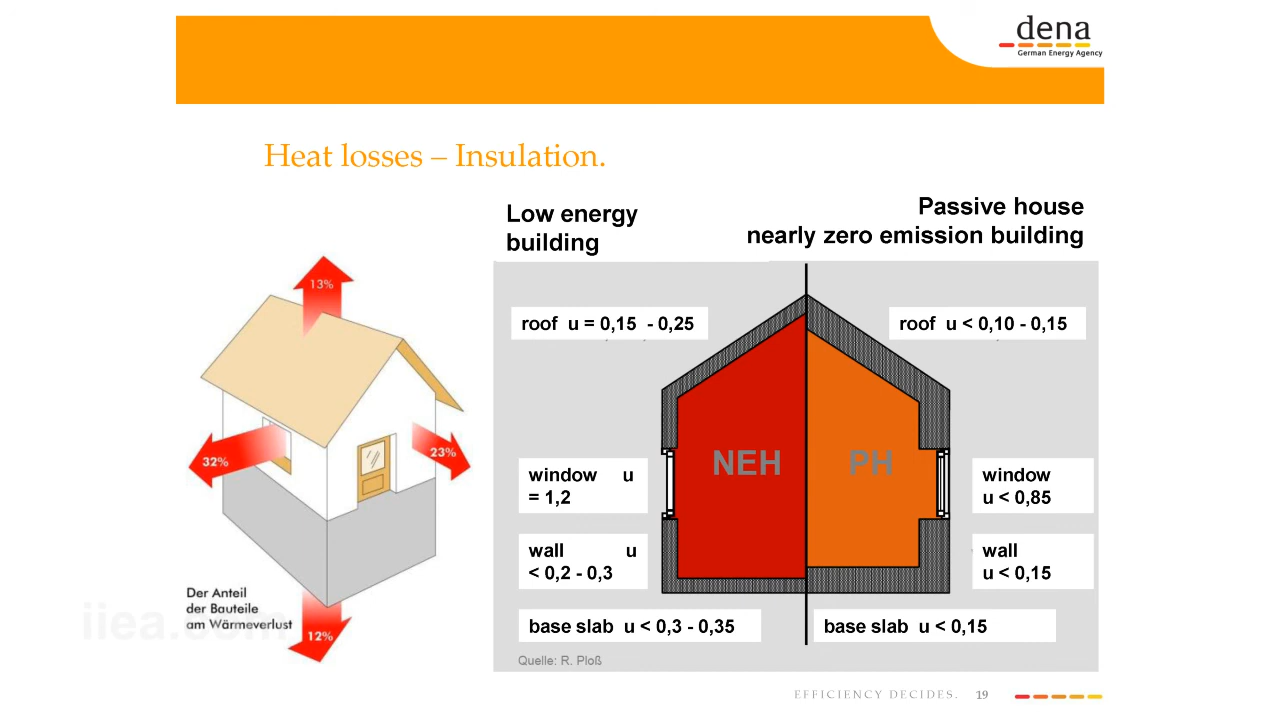 dena
German Energy Agency
Heat losses – Insulation.
Low energy
building
Passive house
nearly zero emission building
13%
32%
23%
12%
Der Anteil
der Bauteile
am Wärmeverlust
iiea.com
roof u = 0,15 - 0,25
roof u < 0,10 - 0,15
NEH
PH
window u
= 1,2
window
u < 0,85
wall u
< 0,2 - 0,3
wall
u < 0,15
base slab u < 0,3 - 0,35
base slab u < 0,15
Quelle: R. Ploß
EFFICIENCY DECIDES. 19